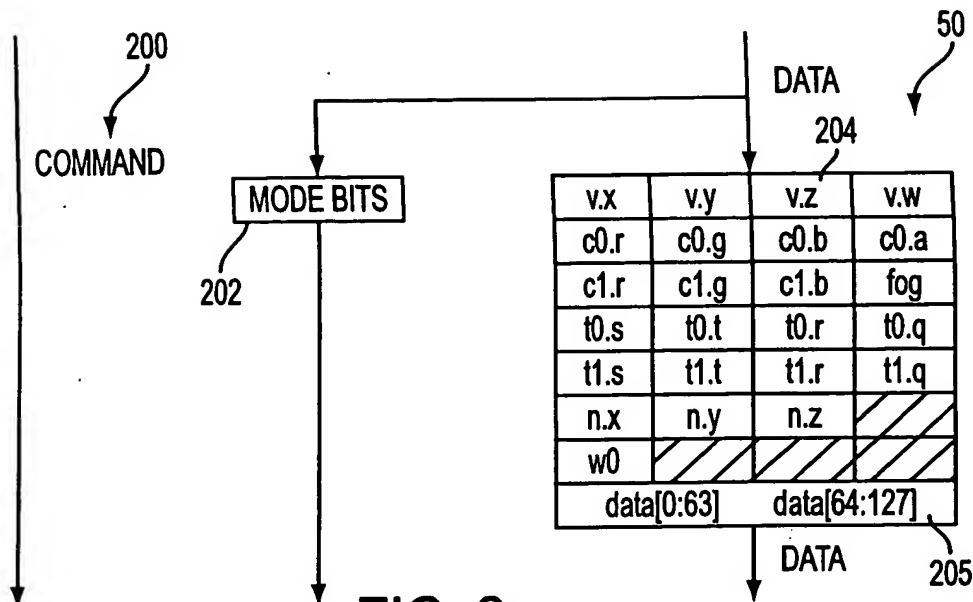 200
50
DATA
204
COMMAND
MODE BITS
202
v.x v.y v.z v.w
c0.r c0.g c0.b c0.a
c1.r c1.g c1.b fog
t0.s t0.t t0.r t0.q
t1.s t1.t t1.r t1.q
n.x n.y n.z
w0
data[0:63] data[64:127]
DATA
205